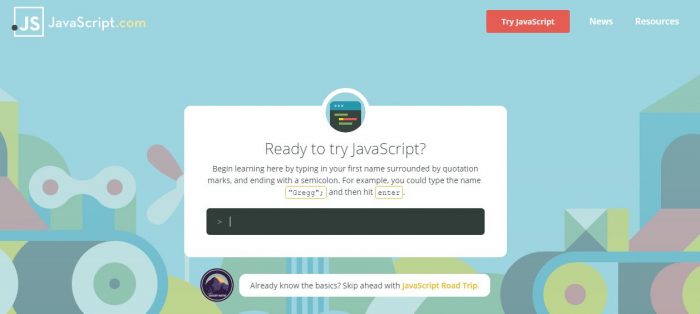 JS JavaScript.com
Try JavaScript
News
Resources
Ready to try JavaScript?
Begin learning here by typing in your first name surrounded by quotation
marks, and ending with a semicolon. For example, you could type the name
"Gregg"; and then hit enter.
>
Already know the basics? Skip ahead with JavaScript Road Trip.